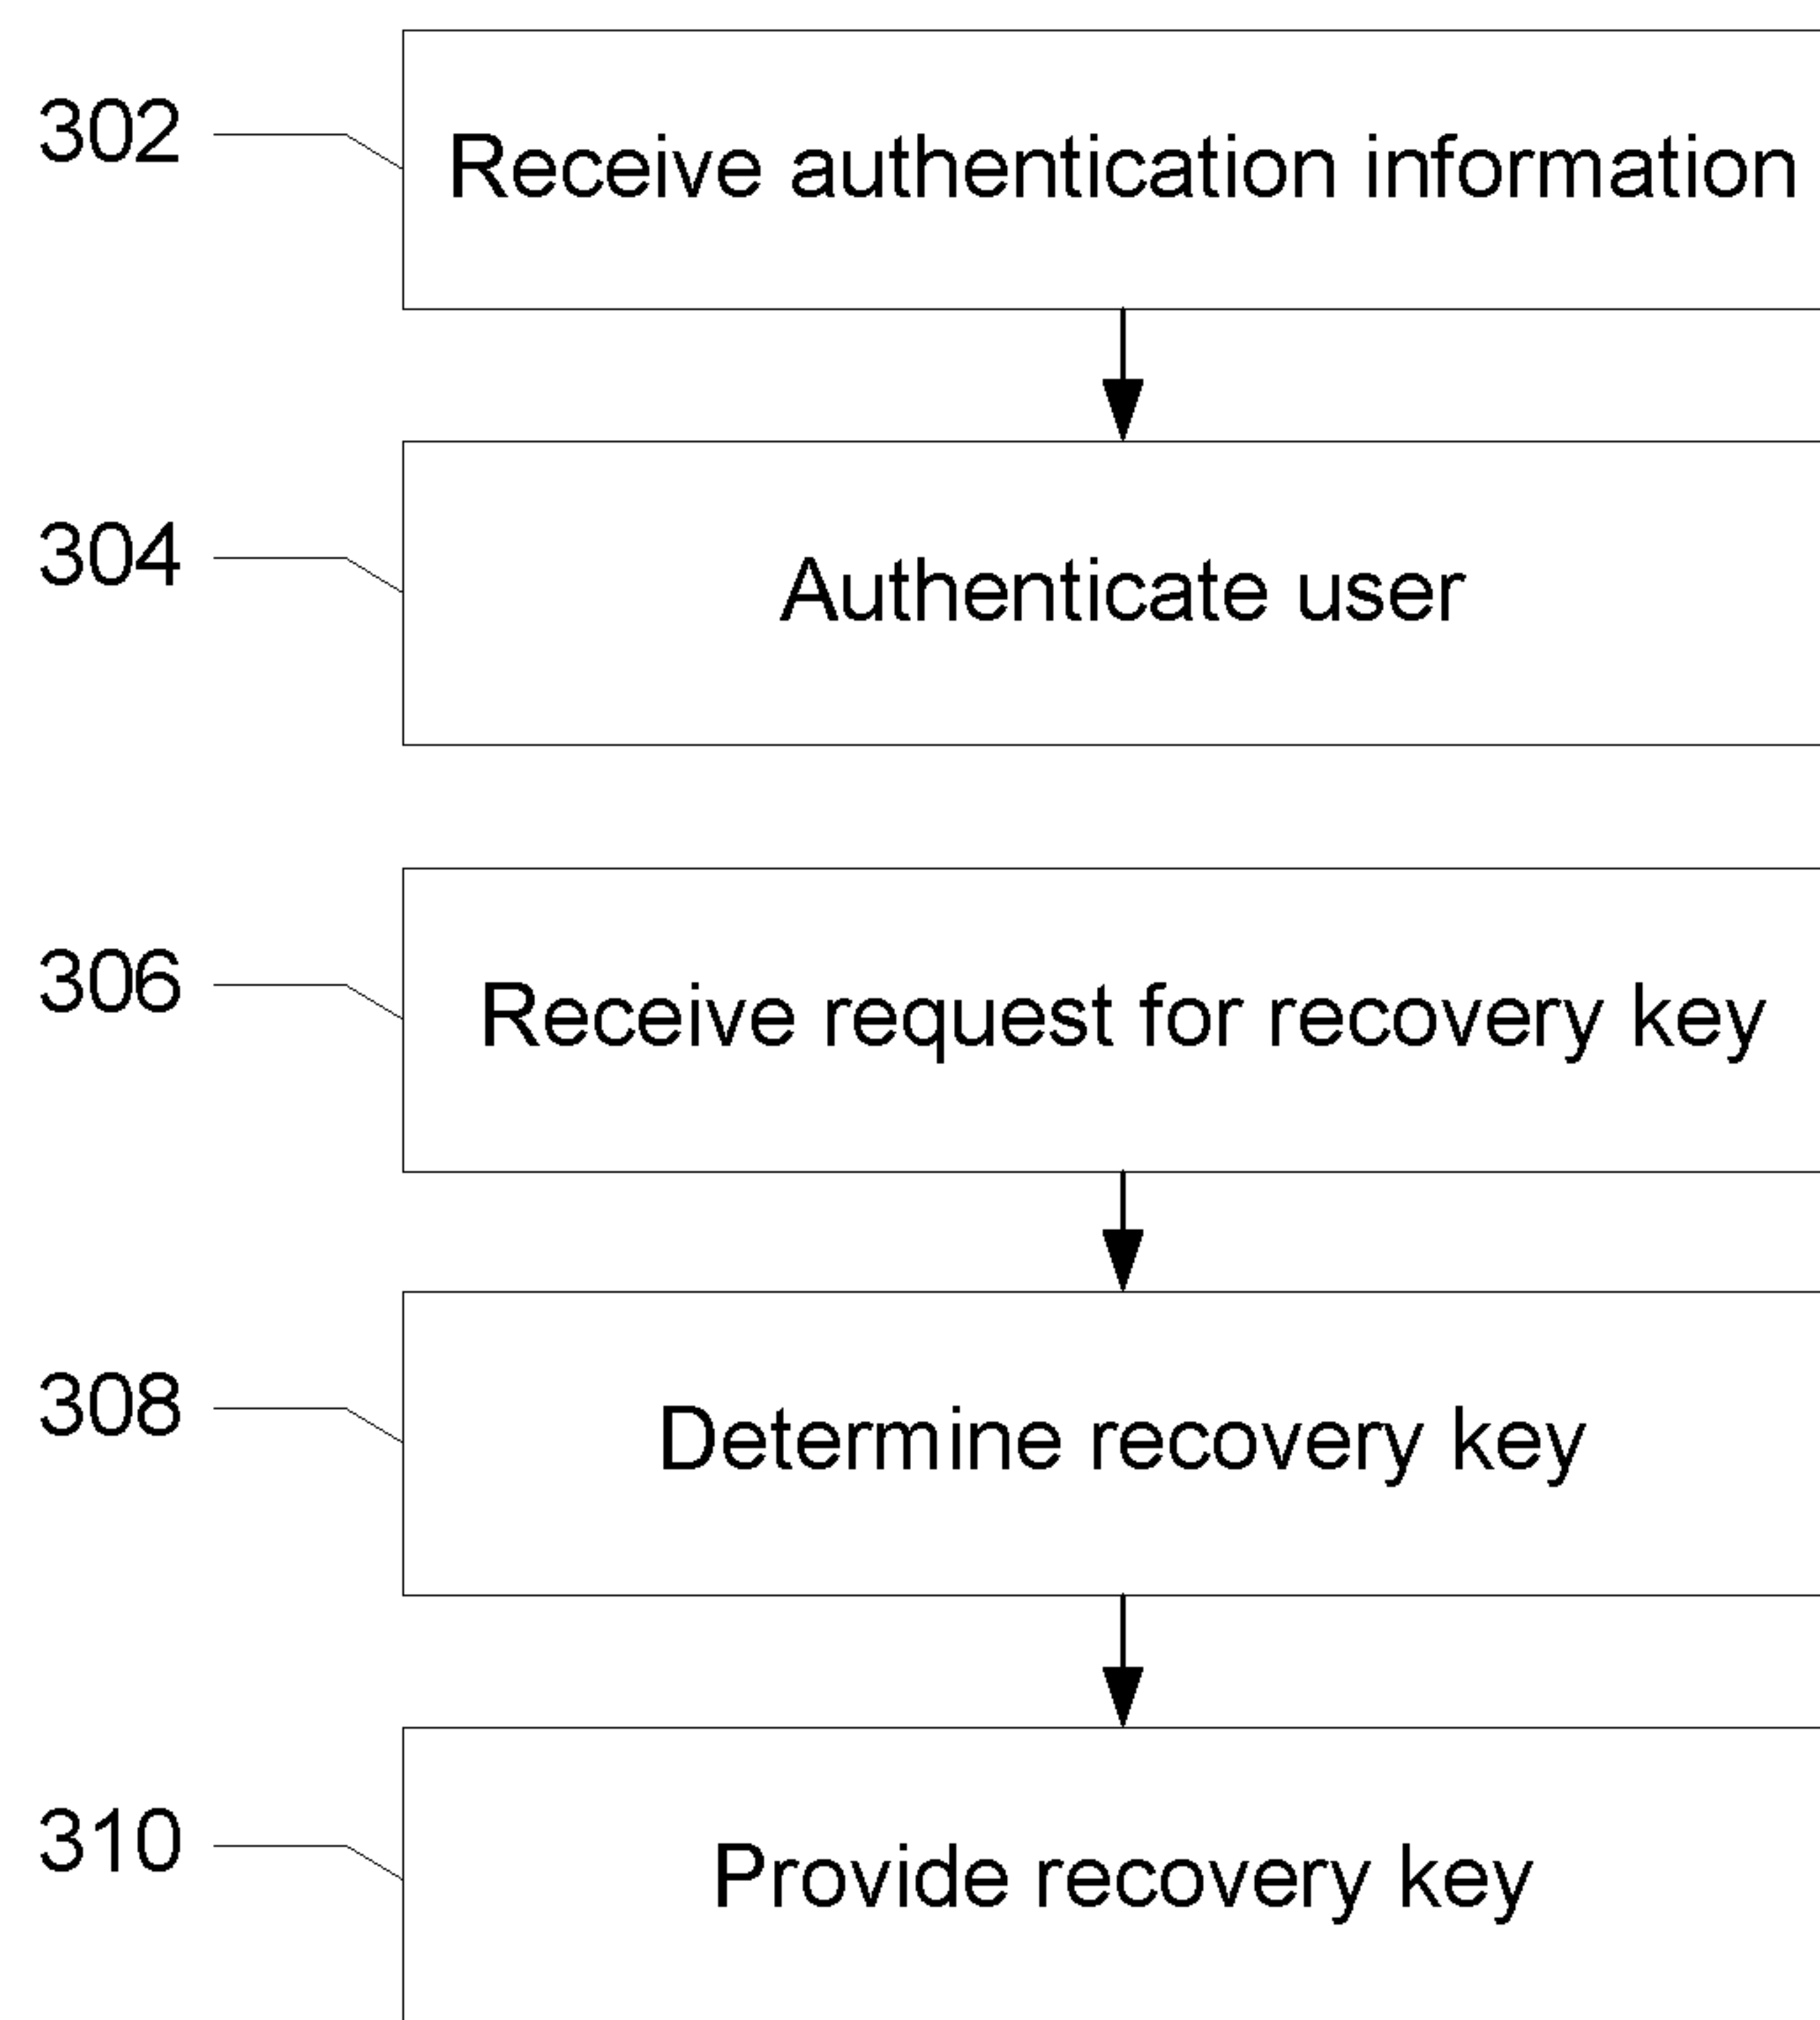 302
Receive authentication information
304
Authenticate user
306
Receive request for recovery key
308
Determine recovery key
310
Provide recovery key